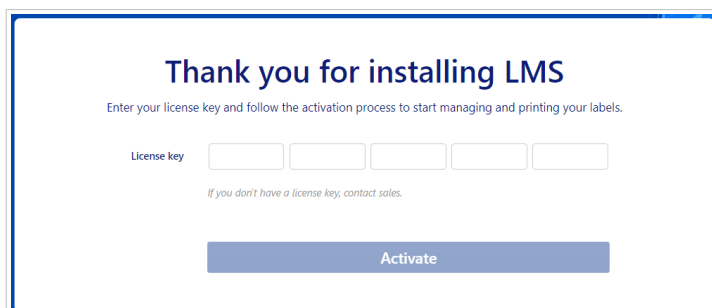 Thank you for installing LMS
Enter your license key and follow the activation process to start managing and printing your labels.
License key
If you don't have a license key, contact sales.
Activate